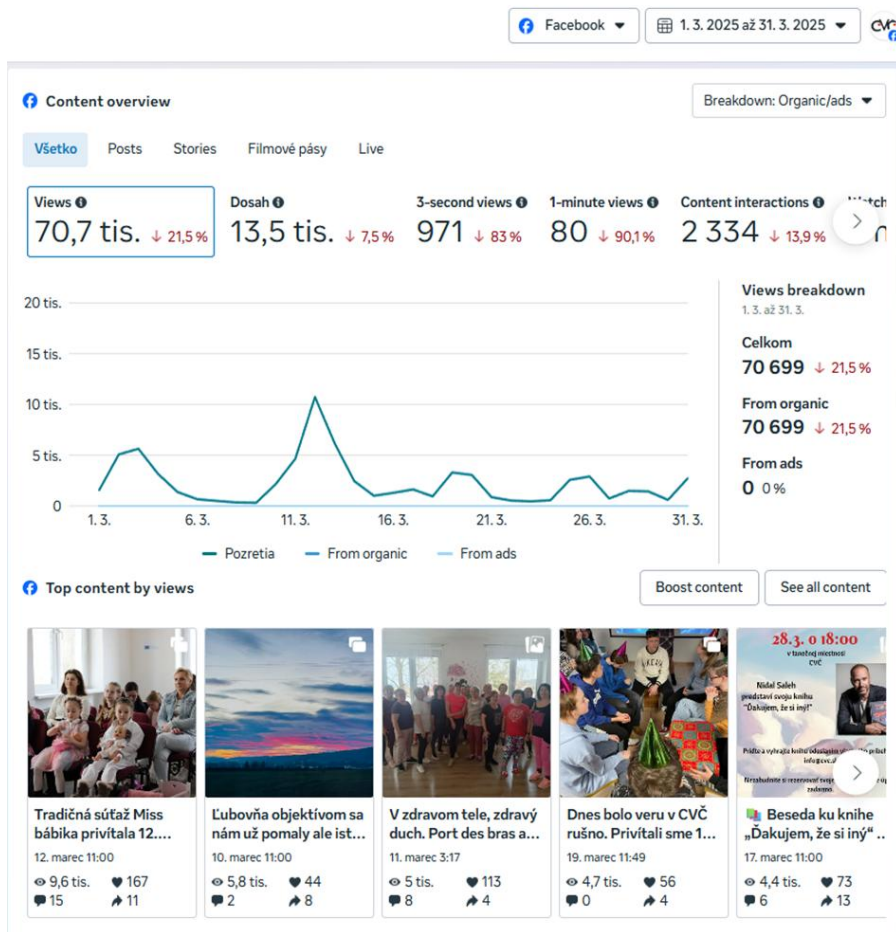 Facebook
1. 3. 2025 až 31. 3. 2025
CVČ
Content overview
Breakdown: Organic/ads
Všetko
Posts
Stories
Filmové pásy
Live
Views
70,7 tis. ↓ 21,5 %
Dosah
13,5 tis. ↓ 7,5 %
3-second views
971 ↓ 83 %
1-minute views
80 ↓ 90,1 %
Content interactions
2 334 ↓ 13,9 %
20 tis.
15 tis.
10 tis.
5 tis.
0
1. 3.
6. 3.
11. 3.
16. 3.
21. 3.
26. 3.
31. 3.
Pozretia
From organic
From ads
Views breakdown
1. 3. až 31. 3.
Celkom
70 699 ↓ 21,5 %
From organic
70 699 ↓ 21,5 %
From ads
0 0 %
Top content by views
Boost content
See all content
Tradičná súťaž Miss
bábika privítala 12....
12. marec 11:00
9,6 tis. 167
15 11
Ľubovňa objektívom sa
nám už pomaly ale ist...
10. marec 11:00
5,8 tis. 44
2 8
V zdravom tele, zdravý
duch. Port des bras a...
11. marec 3:17
5 tis. 113
8 4
Dnes bolo veru v CVČ
rušno. Privítali sme 1...
19. marec 11:49
4,7 tis. 56
0 4
28.3. o 18:00
v tanečnej miestnosi
CVČ
Nidal Saleh
predstaví svoju knihu
"Ďakujem, že si iný!"
Príďte a vyhrajte knihu odoslaním
Beseda ku knihe
„Ďakujem, že si iný“ ..
17. marec 11:00
4,4 tis. 73
6 13